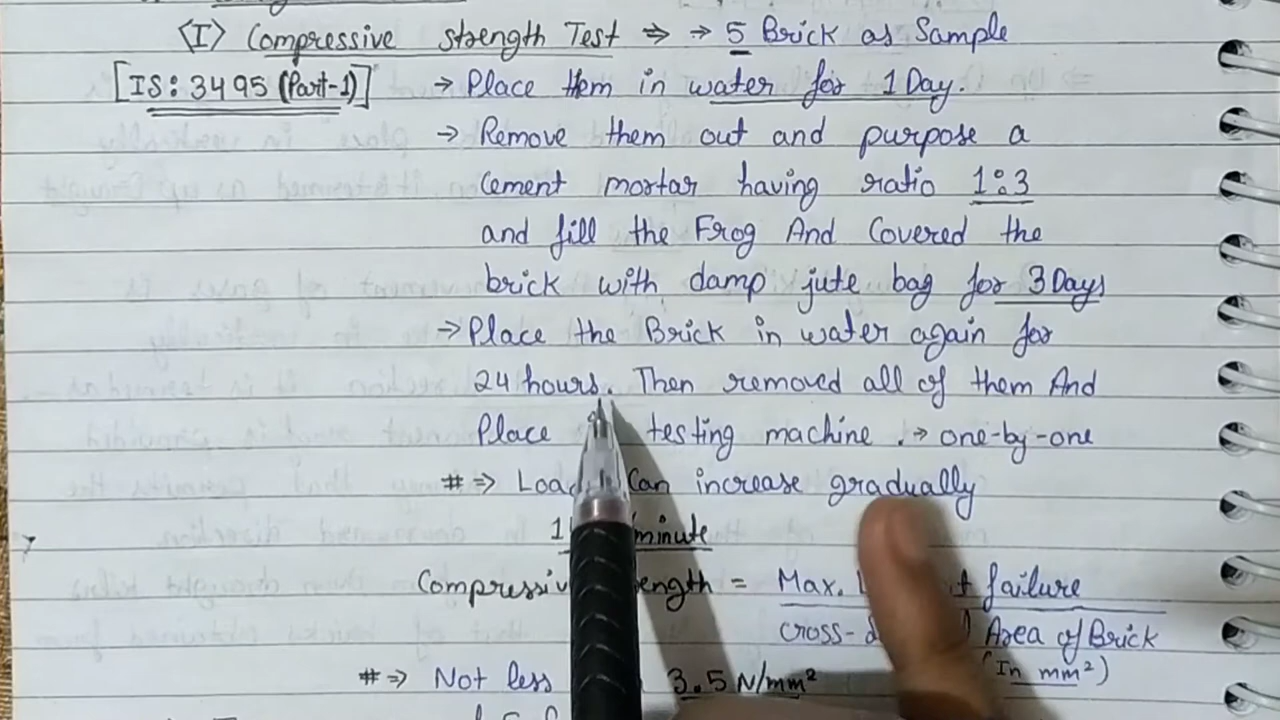 <I> Compressive Strength Test ⇒ → 5 Brick as Sample
[IS: 3495 (Part-1)] → Place them in water for 1 Day.
→ Remove them out and purpose a
Cement mortar having ratio 1:3
and fill the Frog And Covered the
brick with damp jute bag for 3 Days
→ Place the Brick in water again for
24 hours. Then removed all of them And
Place testing machine . → one-by-one
# ⇒ Load Can increase gradually
minute
= Max. failure
Cross- Area of Brick
(In mm²)
# ⇒ Not less 3.5 N/mm²